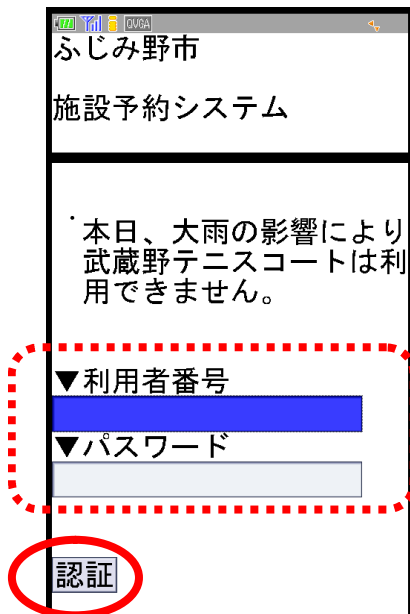 QVGA
ふじみ野市
施設予約システム
本日、大雨の影響により
武蔵野テニスコートは利
用できません。
▼利用者番号
▼パスワード
認証